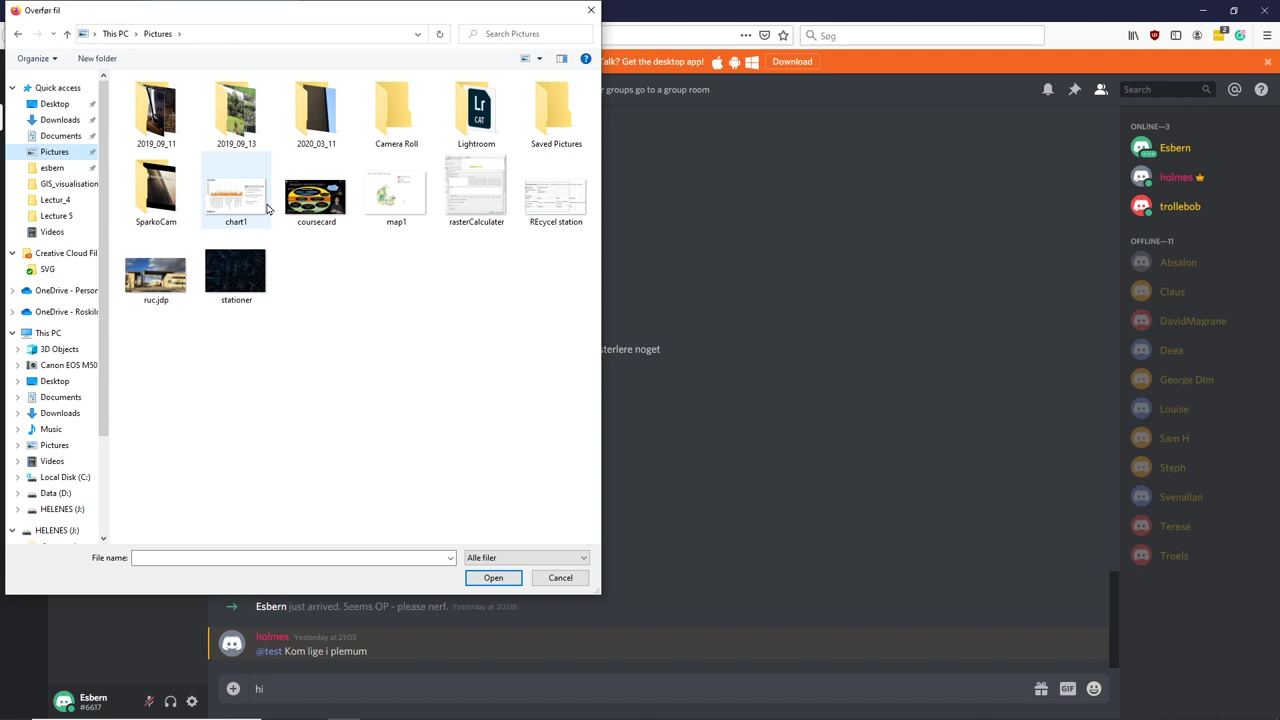 Overfør fil
This PC
Pictures
Search Pictures
Organize
New folder
Quick access
Desktop
Downloads
Documents
Pictures
esbern
GIS_visualisation
Lectur_4
Lecture 5
Videos
Creative Cloud Fil
SVG
OneDrive - Person
OneDrive - Roskild
This PC
3D Objects
Canon EOS M50
Desktop
Documents
Downloads
Music
Pictures
Videos
Local Disk (C:)
Data (D:)
HELENES (J:)
HELENES (J:)
2019_09_11
2019_09_13
2020_03_11
Camera Roll
Lr
CAT
Lightroom
Saved Pictures
SparkoCam
chart1
coursecard
map1
rasterCalculater
REcycel station
ruc.jdp
stationer
File name:
Alle filer
Open
Cancel
Søg
2
alk? Get the desktop app!
Download
r groups go to a group room
Search
ONLINE—3
Esbern
holmes
trollebob
OFFLINE—11
Absalon
Claus
DavidMagrane
Deea
George Dim
Louise
Sam H
Steph
Svenallan
Terese
Troels
sterlere noget
Esbern just arrived. Seems OP - please nerf. Yesterday at 20:08
holmes Yesterday at 21:03
@test Kom lige i plemum
hi
GIF
Esbern
#6617